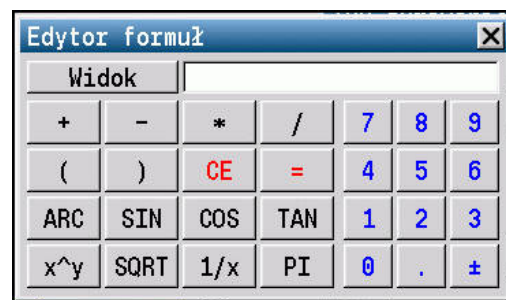 Edytor formuł
Widok
+ - * / 7 8 9
( ) CE = 4 5 6
ARC SIN COS TAN 1 2 3
x^y SQRT 1/x PI 0 . ±